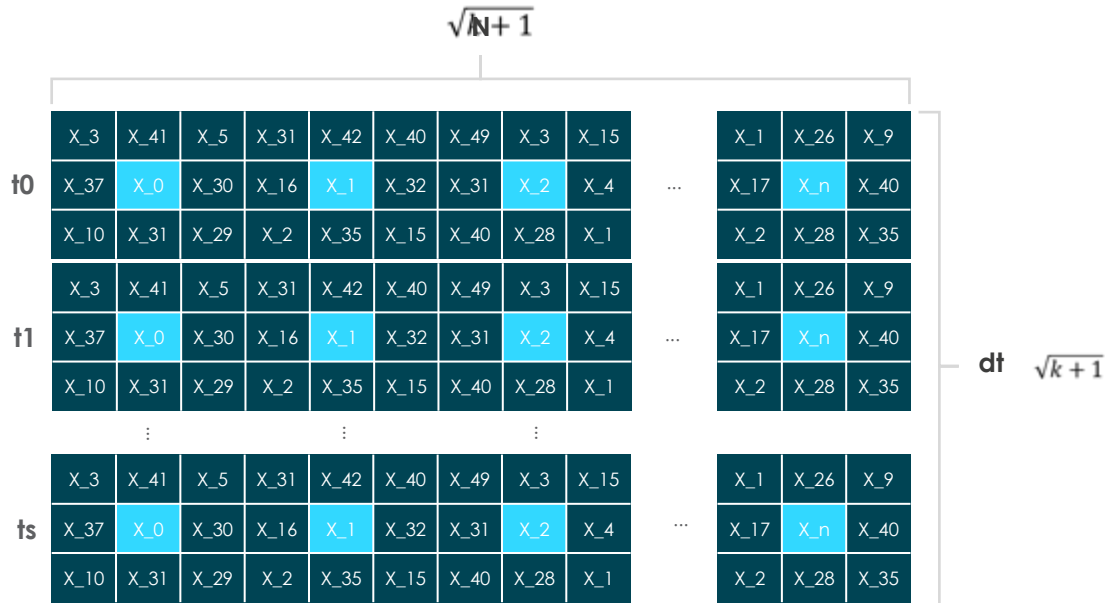 √k + 1 N
X_3 X_41 X_5 X_31 X_42 X_40 X_49 X_3 X_15 X_1 X_26 X_9
t0 X_37 X_0 X_30 X_16 X_1 X_32 X_31 X_2 X_4 ... X_17 X_n X_40
X_10 X_31 X_29 X_2 X_35 X_15 X_40 X_28 X_1 X_2 X_28 X_35
X_3 X_41 X_5 X_31 X_42 X_40 X_49 X_3 X_15 X_1 X_26 X_9
t1 X_37 X_0 X_30 X_16 X_1 X_32 X_31 X_2 X_4 ... X_17 X_n X_40
dt √k + 1
X_10 X_31 X_29 X_2 X_35 X_15 X_40 X_28 X_1 X_2 X_28 X_35
⋮ ⋮ ⋮
X_3 X_41 X_5 X_31 X_42 X_40 X_49 X_3 X_15 X_1 X_26 X_9
ts X_37 X_0 X_30 X_16 X_1 X_32 X_31 X_2 X_4 ... X_17 X_n X_40
X_10 X_31 X_29 X_2 X_35 X_15 X_40 X_28 X_1 X_2 X_28 X_35